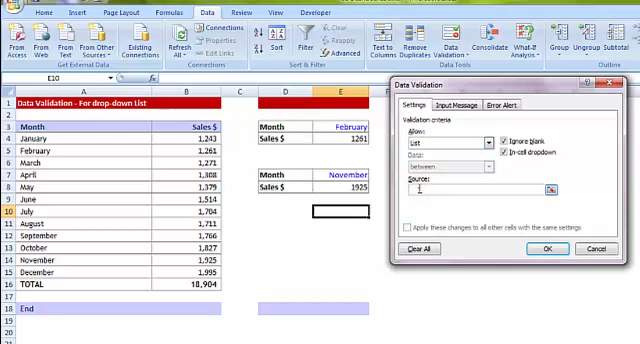 Home Insert Page Layout Formulas Data Review View Developer
From Access
From Web
From Text
From Other Sources
Existing Connections
Get External Data
Refresh All
Connections
Properties
Edit Links
Connections
Sort
Filter
Clear
Reapply
Advanced
Sort & Filter
Text to Columns
Remove Duplicates
Data Validation
Consolidate
What-If Analysis
Data Tools
Group
Ungroup
Subtotal
E10
fx
A B C D E
1 Data Validation - For drop-down List
2
3 Month Sales $ Month February
4 January 1,243 Sales $ 1261
5 February 1,261
6 March 1,271
7 April 1,308 Month November
8 May 1,379 Sales $ 1925
9 June 1,514
10 July 1,704
11 August 1,711
12 September 1,766
13 October 1,827
14 November 1,925
15 December 1,995
16 TOTAL 18,904
17
18 End
19
20
21
Data Validation
Settings Input Message Error Alert
Validation criteria
Allow:
List
Ignore blank
In-cell dropdown
Data:
between
Source:
Apply these changes to all other cells with the same settings
Clear All OK Cancel